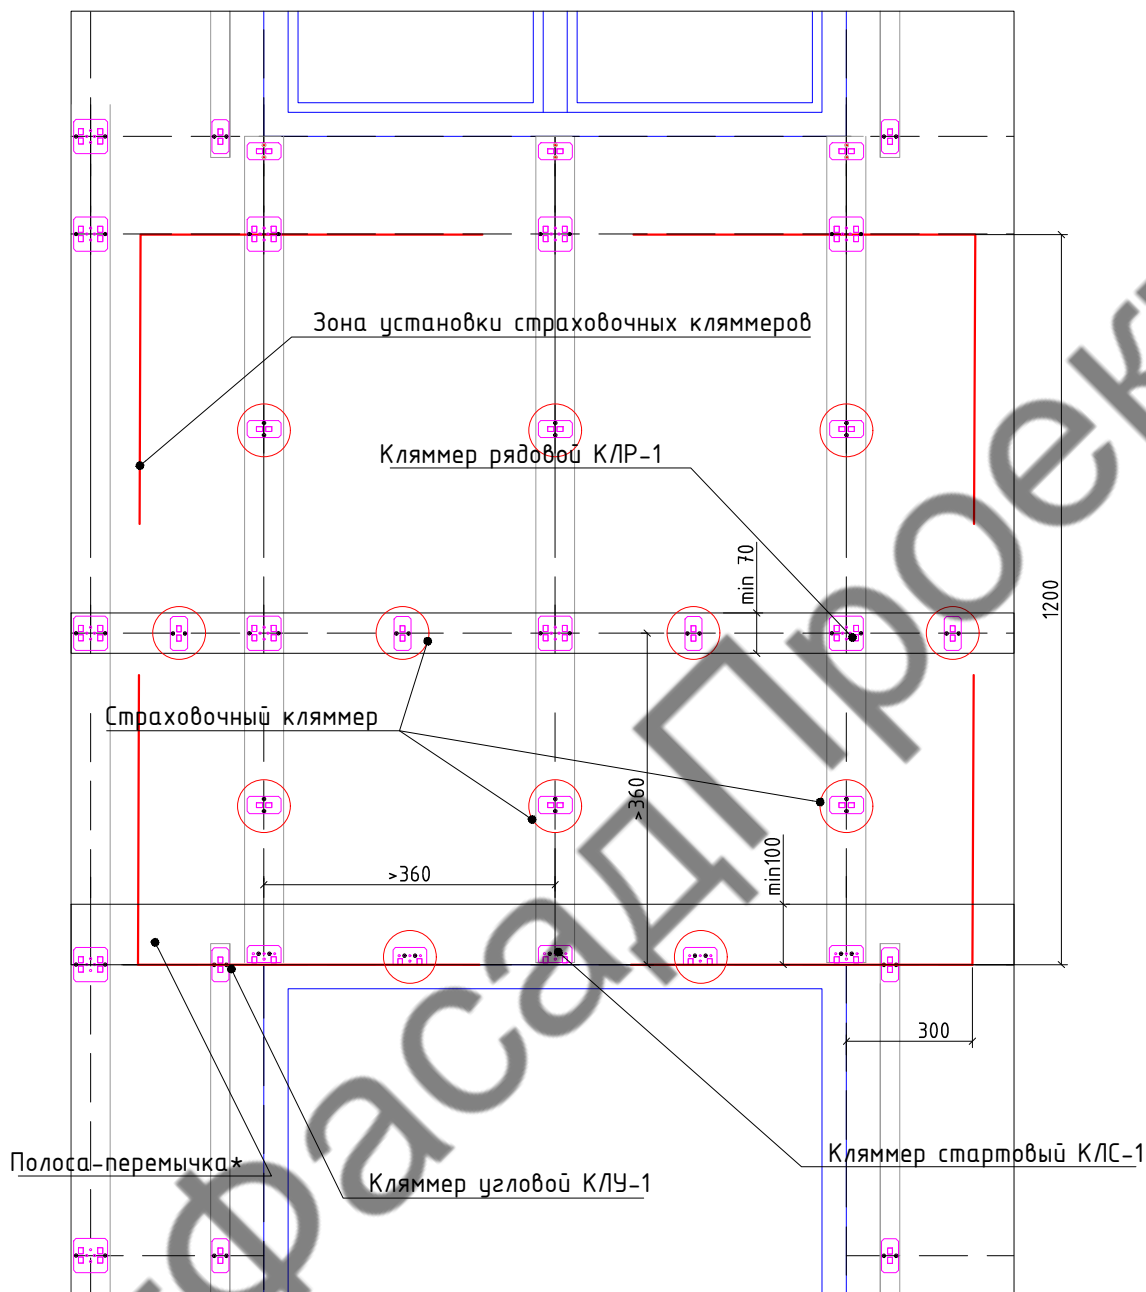 Зона установки страховочных кляммеров
Кляммер рядовой КЛР-1
min 70
1200
Страховочный кляммер
>360
>360
min100
300
Кляммер стартовый КЛС-1
Полоса-перемычка*
Кляммер угловой КЛУ-1
ФасадПроек